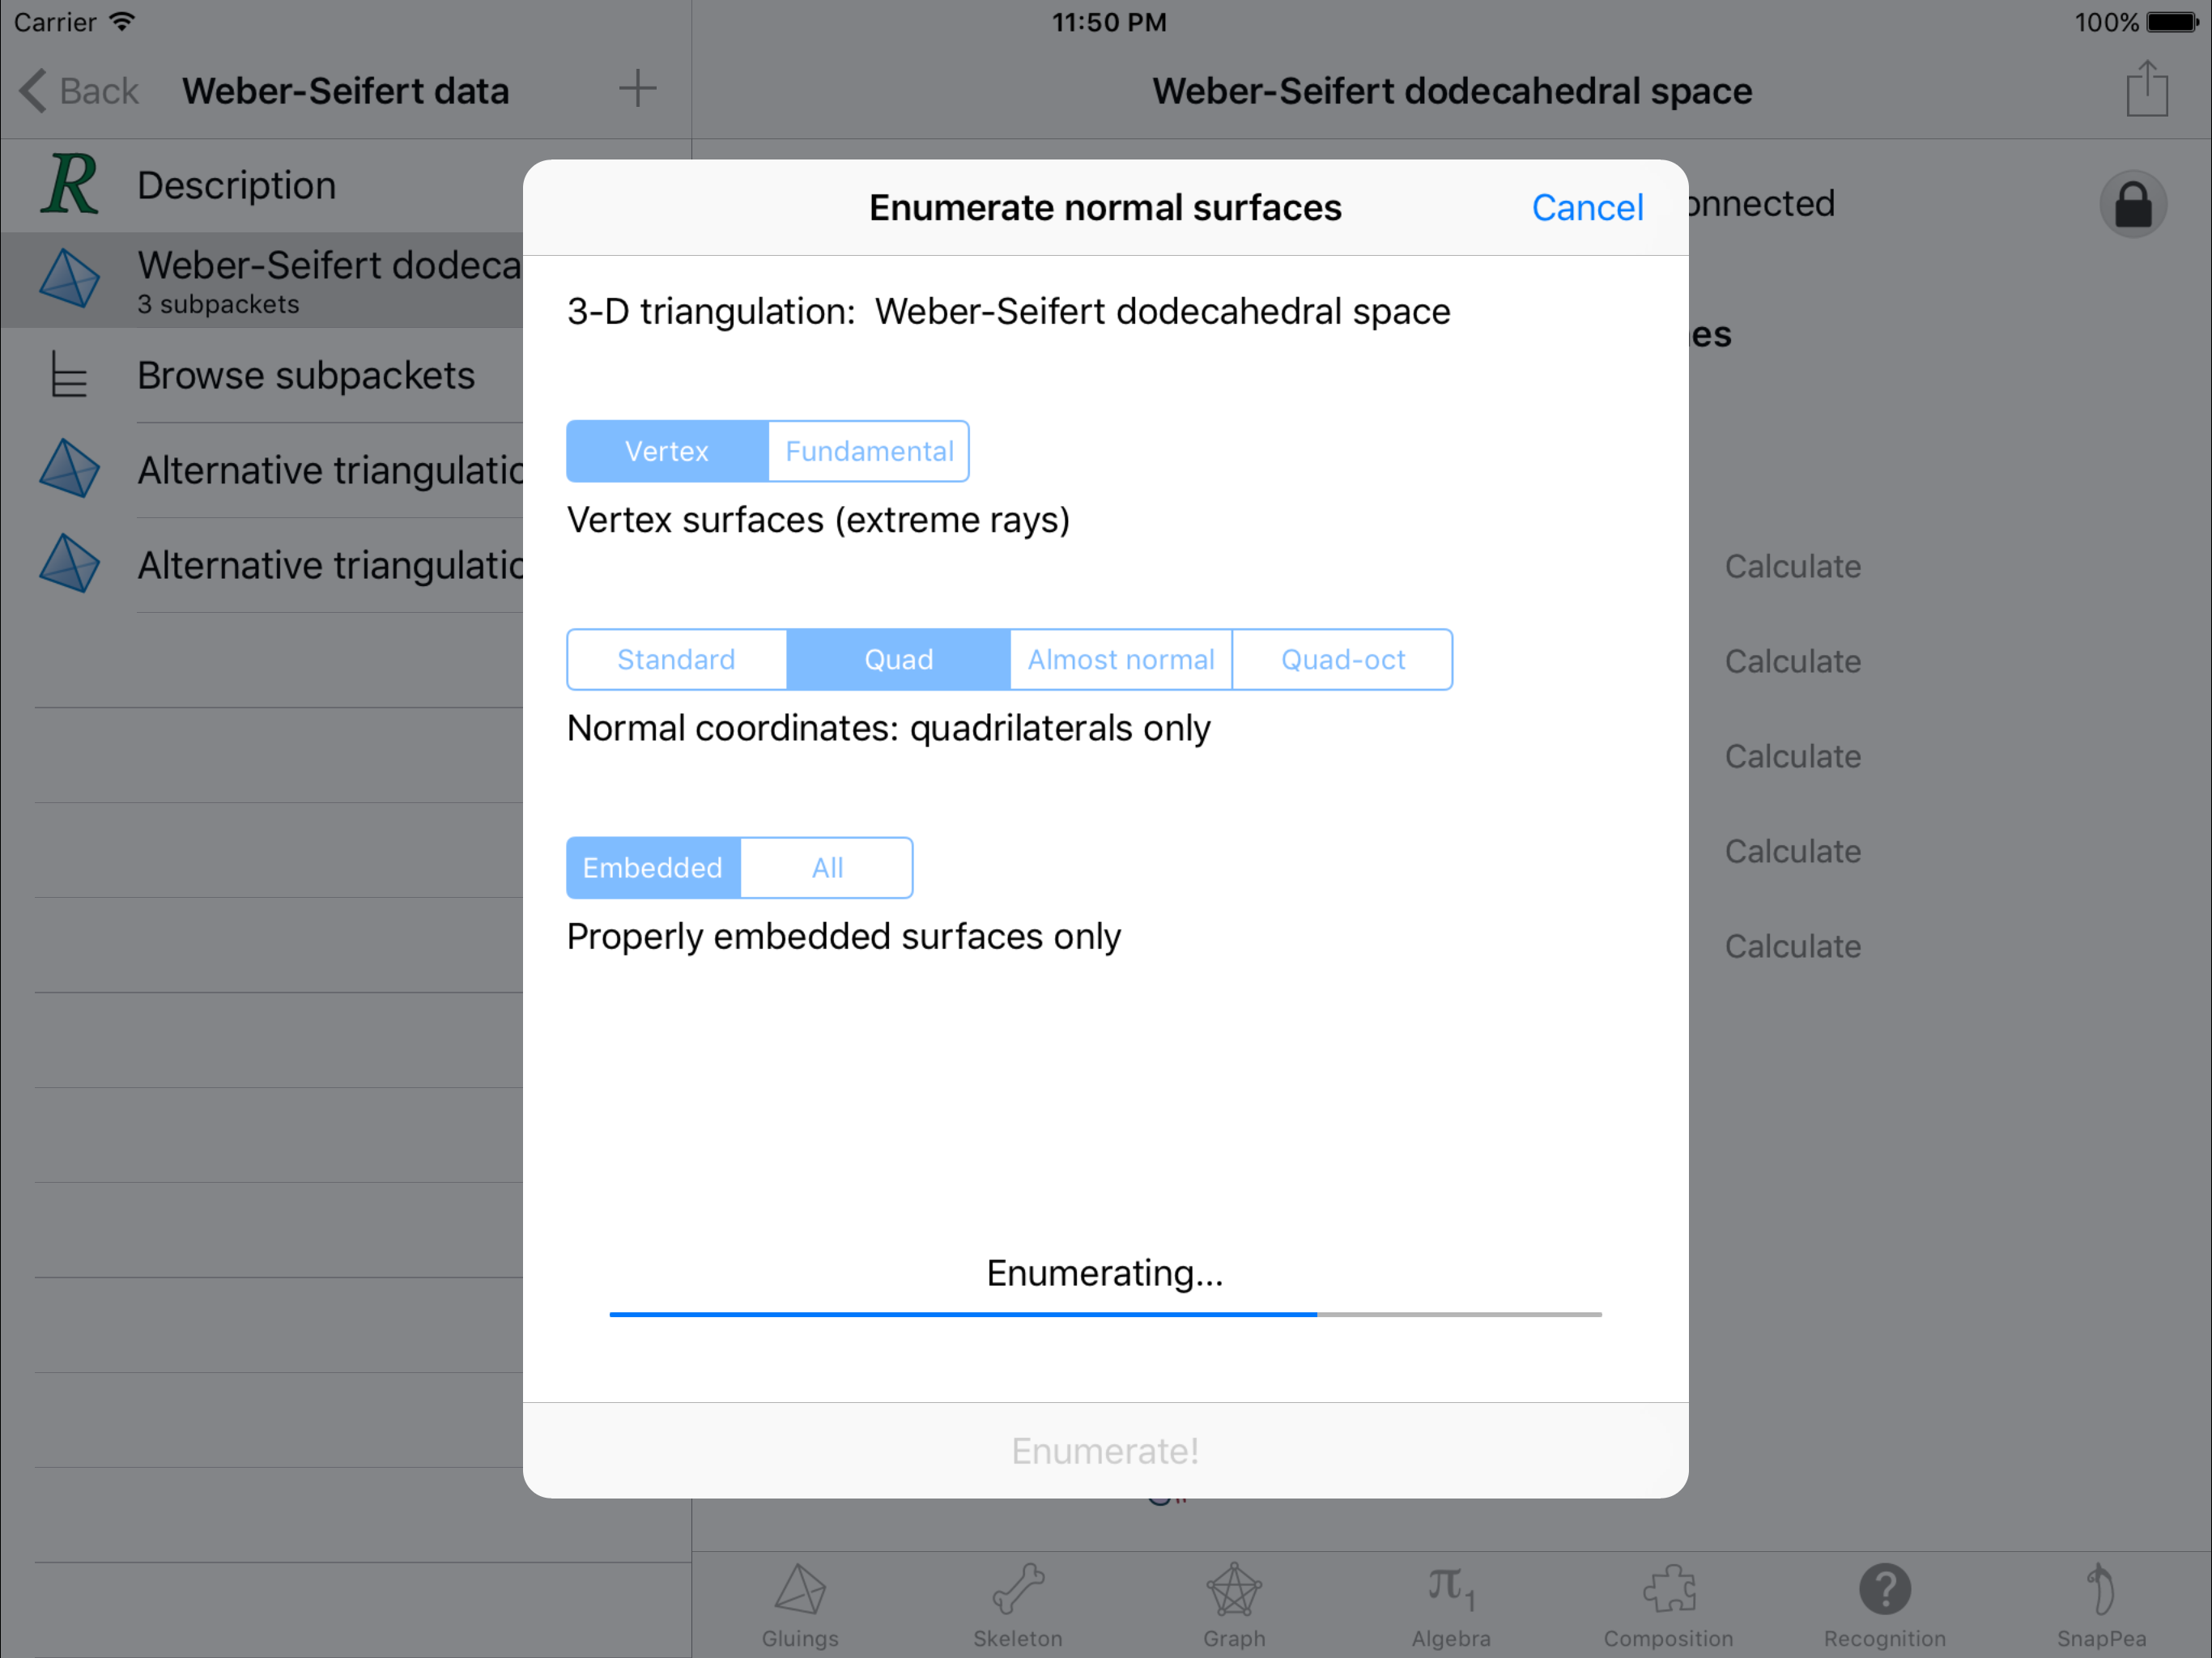 Carrier 11:50 PM 100%
Back Weber-Seifert data + Weber-Seifert dodecahedral space
R Description
Weber-Seifert dodeca
3 subpackets
Browse subpackets
Alternative triangulatic
Alternative triangulatic
Enumerate normal surfaces Cancel
3-D triangulation: Weber-Seifert dodecahedral space
Vertex Fundamental
Vertex surfaces (extreme rays)
Standard Quad Almost normal Quad-oct
Normal coordinates: quadrilaterals only
Embedded All
Properly embedded surfaces only
Enumerating...
Enumerate!
onnected
es
Calculate
Calculate
Calculate
Calculate
Calculate
π1
?
Gluings Skeleton Graph Algebra Composition Recognition SnapPea